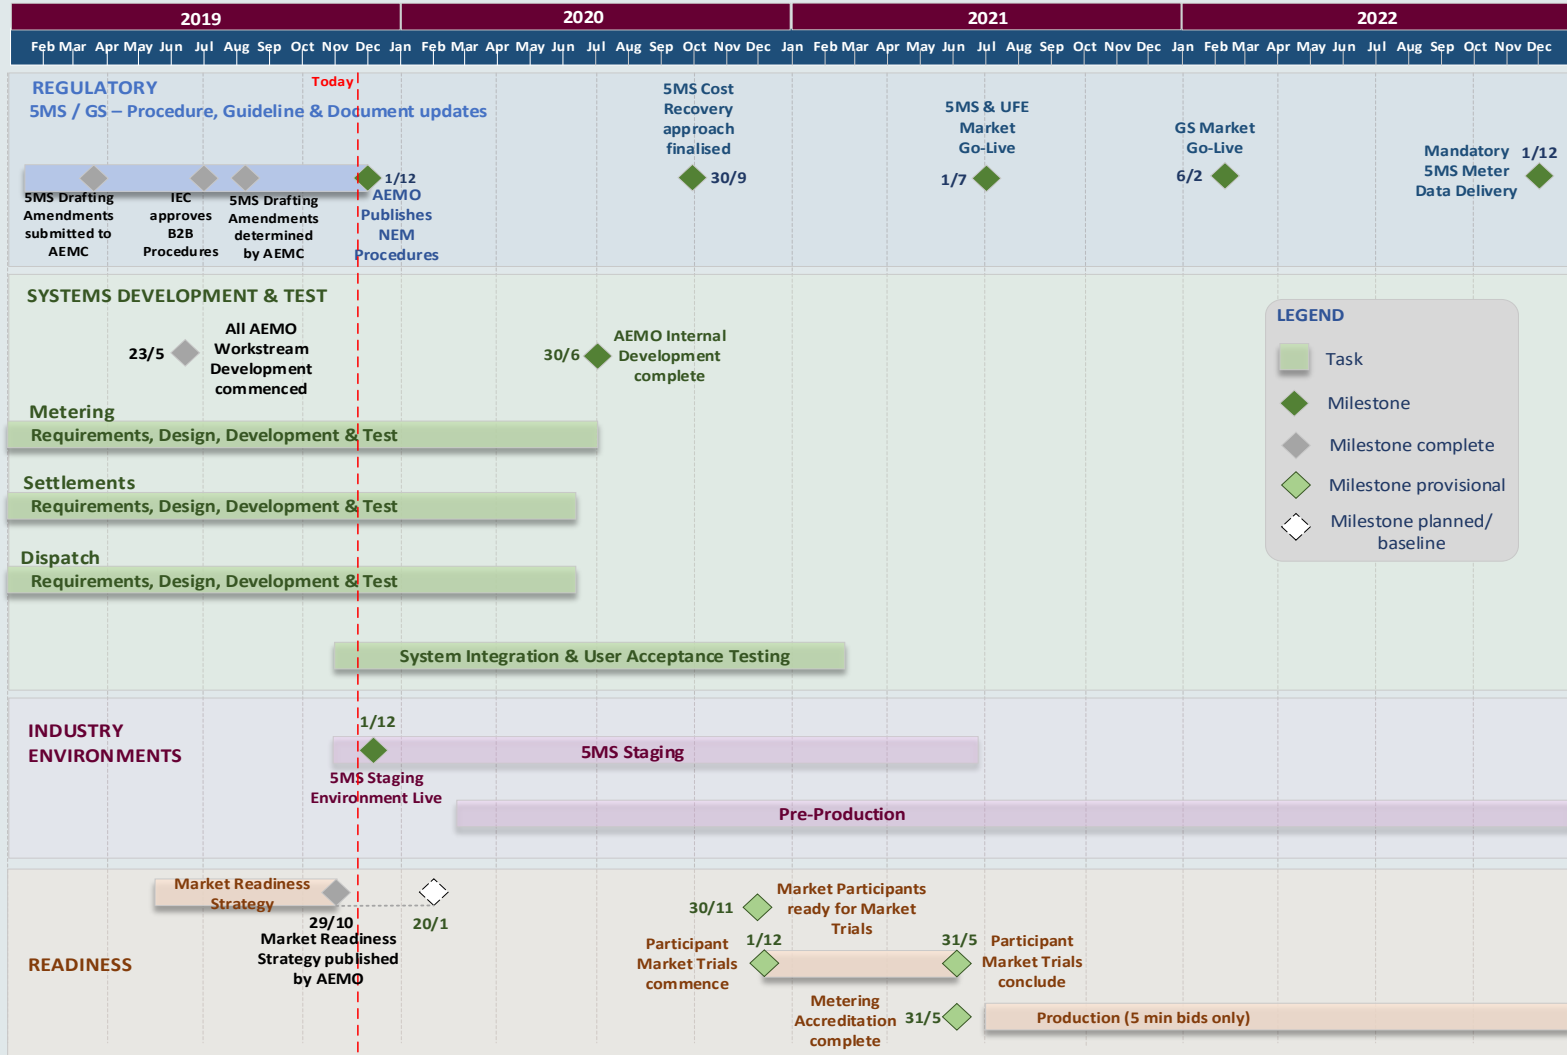 2019 2020 2021 2022
Feb Mar Apr May Jun Jul Aug Sep Oct Nov Dec Jan Feb Mar Apr May Jun Jul Aug Sep Oct Nov Dec Jan Feb Mar Apr May Jun Jul Aug Sep Oct Nov Dec Jan Feb Mar Apr May Jun Jul Aug Sep Oct Nov Dec
Today
REGULATORY
5MS / GS – Procedure, Guideline & Document updates
5MS Drafting
Amendments
submitted to
AEMC
IEC
approves
B2B
Procedures
5MS Drafting
Amendments
determined
by AEMC
1/12
AEMO
Publishes
NEM
Procedures
5MS Cost
Recovery
approach
finalised
30/9
5MS & UFE
Market
Go-Live
1/7
GS Market
Go-Live
6/2
Mandatory
5MS Meter
Data Delivery
1/12
SYSTEMS DEVELOPMENT & TEST
23/5
All AEMO
Workstream
Development
commenced
30/6
AEMO Internal
Development
complete
Metering
Requirements, Design, Development & Test
Settlements
Requirements, Design, Development & Test
Dispatch
Requirements, Design, Development & Test
System Integration & User Acceptance Testing
LEGEND
Task
Milestone
Milestone complete
Milestone provisional
Milestone planned/
baseline
INDUSTRY
ENVIRONMENTS
1/12
5MS Staging
5MS Staging
Environment Live
Pre-Production
READINESS
Market Readiness
Strategy
29/10
Market Readiness
Strategy published
by AEMO
20/1
30/11
Market Participants
ready for Market
Trials
Participant
Market Trials
commence
1/12
31/5
Participant
Market Trials
conclude
Metering
Accreditation
complete
31/5
Production (5 min bids only)